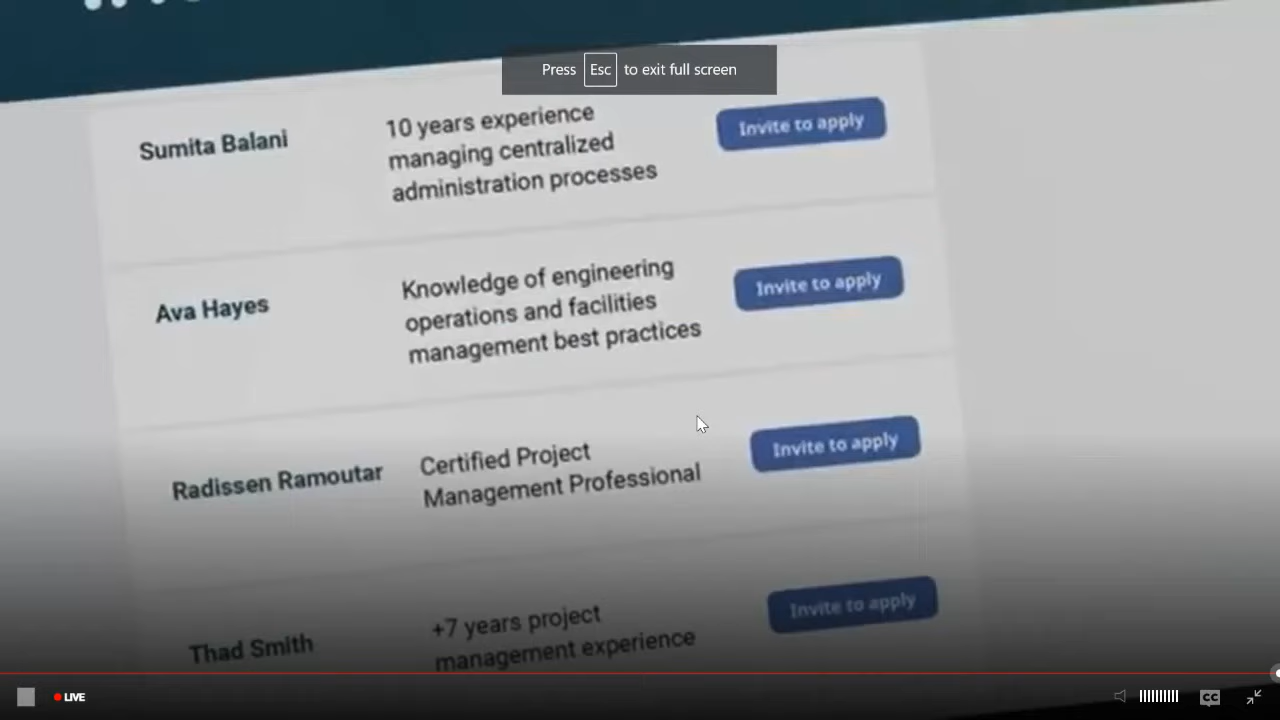 Press Esc to exit full screen
Sumita Balani
10 years experience
managing centralized
administration processes
Invite to apply
Ava Hayes
Knowledge of engineering
operations and facilities
management best practices
Invite to apply
Radissen Ramoutar
Certified Project
Management Professional
Invite to apply
Thad Smith
+7 years project
management experience
Invite to apply
LIVE
CC